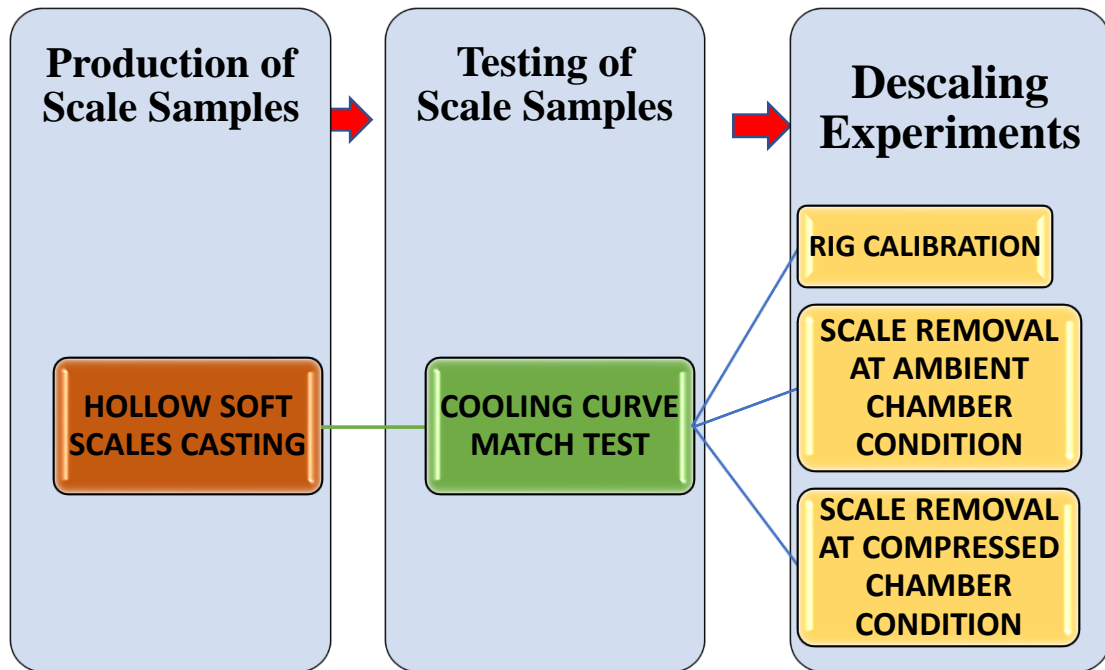 Production of
Scale Samples
HOLLOW SOFT
SCALES CASTING
Testing of
Scale Samples
COOLING CURVE
MATCH TEST
Descaling
Experiments
RIG CALIBRATION
SCALE REMOVAL
AT AMBIENT
CHAMBER
CONDITION
SCALE REMOVAL
AT COMPRESSED
CHAMBER
CONDITION